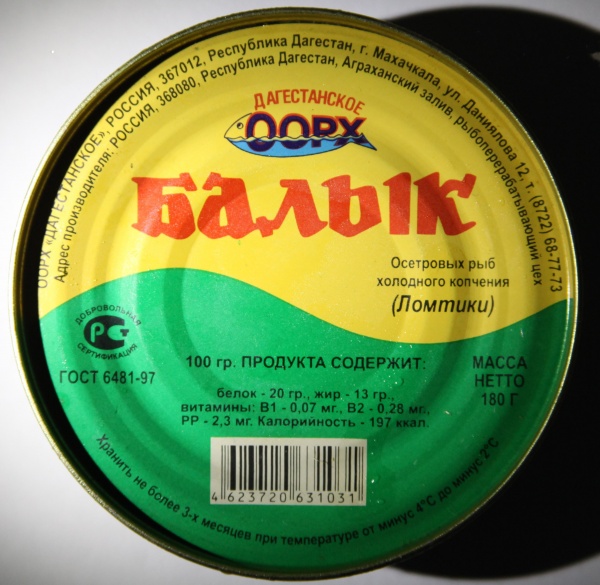 ООРХ «ДАГЕСТАНСКОЕ», РОССИЯ, 367012, Республика Дагестан, г. Махачкала, ул. Даниялова 12, т. (8722) 68-77-73
Адрес производителя: РОССИЯ, 368080, Республика Дагестан, Аграханский залив, рыбоперерабатывающий цех
ДАГЕСТАНСКОЕ
ООРХ
БАЛЫК
Осетровых рыб
холодного копчения
(Ломтики)
ДОБРОВОЛЬНАЯ
РСТ
СЕРТИФИКАЦИЯ
ГОСТ 6481-97
100 гр. ПРОДУКТА СОДЕРЖИТ:
белок - 20 гр., жир - 13 гр.,
витамины: В1 - 0,07 мг., В2 - 0,28 мг.,
РР - 2,3 мг. Калорийность - 197 ккал.
МАССА
НЕТТО
180 Г
4 623720 631031
Хранить не более 3-х месяцев при температуре от минус 4°С до минус 2°С